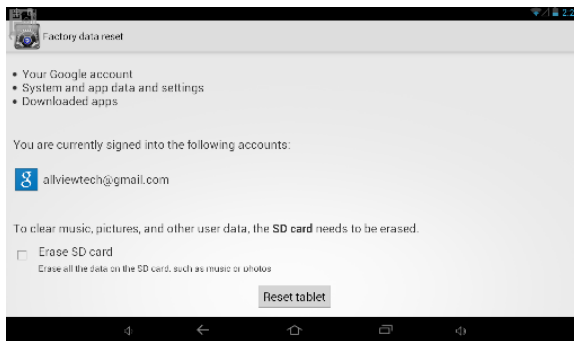 2:2
Factory data reset
• Your Google account
• System and app data and settings
• Downloaded apps
You are currently signed into the following accounts:
g allviewtech@gmail.com
To clear music, pictures, and other user data, the SD card needs to be erased.
Erase SD card
Erase all the data on the SD card, such as music or photos
Reset tablet